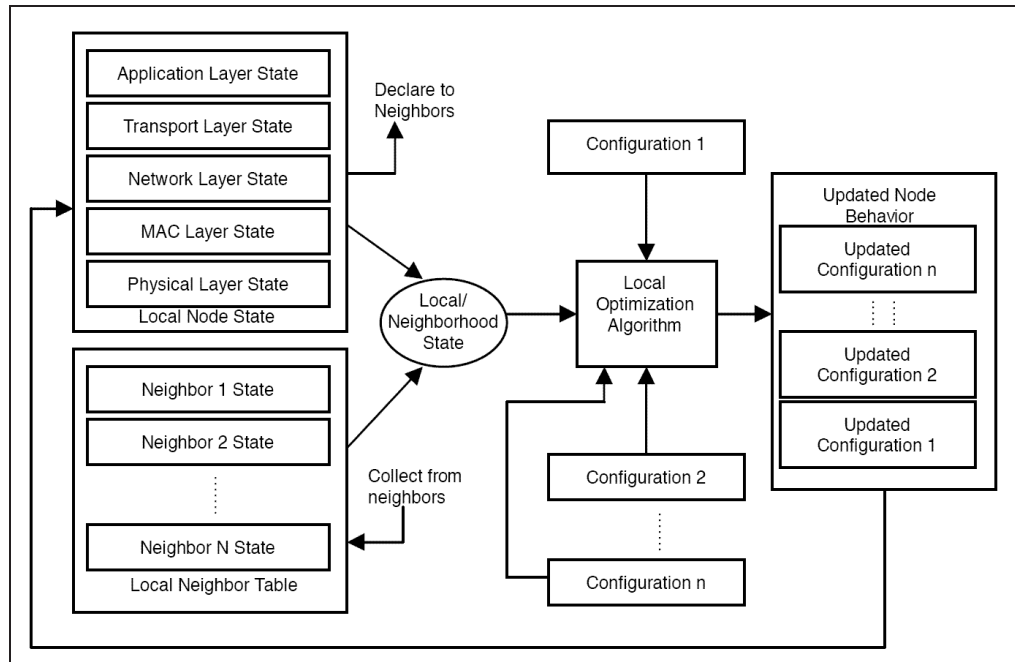 Application Layer State
Transport Layer State
Network Layer State
MAC Layer State
Physical Layer State
Local Node State
Declare to
Neighbors
Neighbor 1 State
Neighbor 2 State
Neighbor N State
Local Neighbor Table
Collect from
neighbors
Local/
Neighborhood
State
Configuration 1
Local
Optimization
Algorithm
Configuration 2
Configuration n
Updated Node
Behavior
Updated
Configuration n
Updated
Configuration 2
Updated
Configuration 1